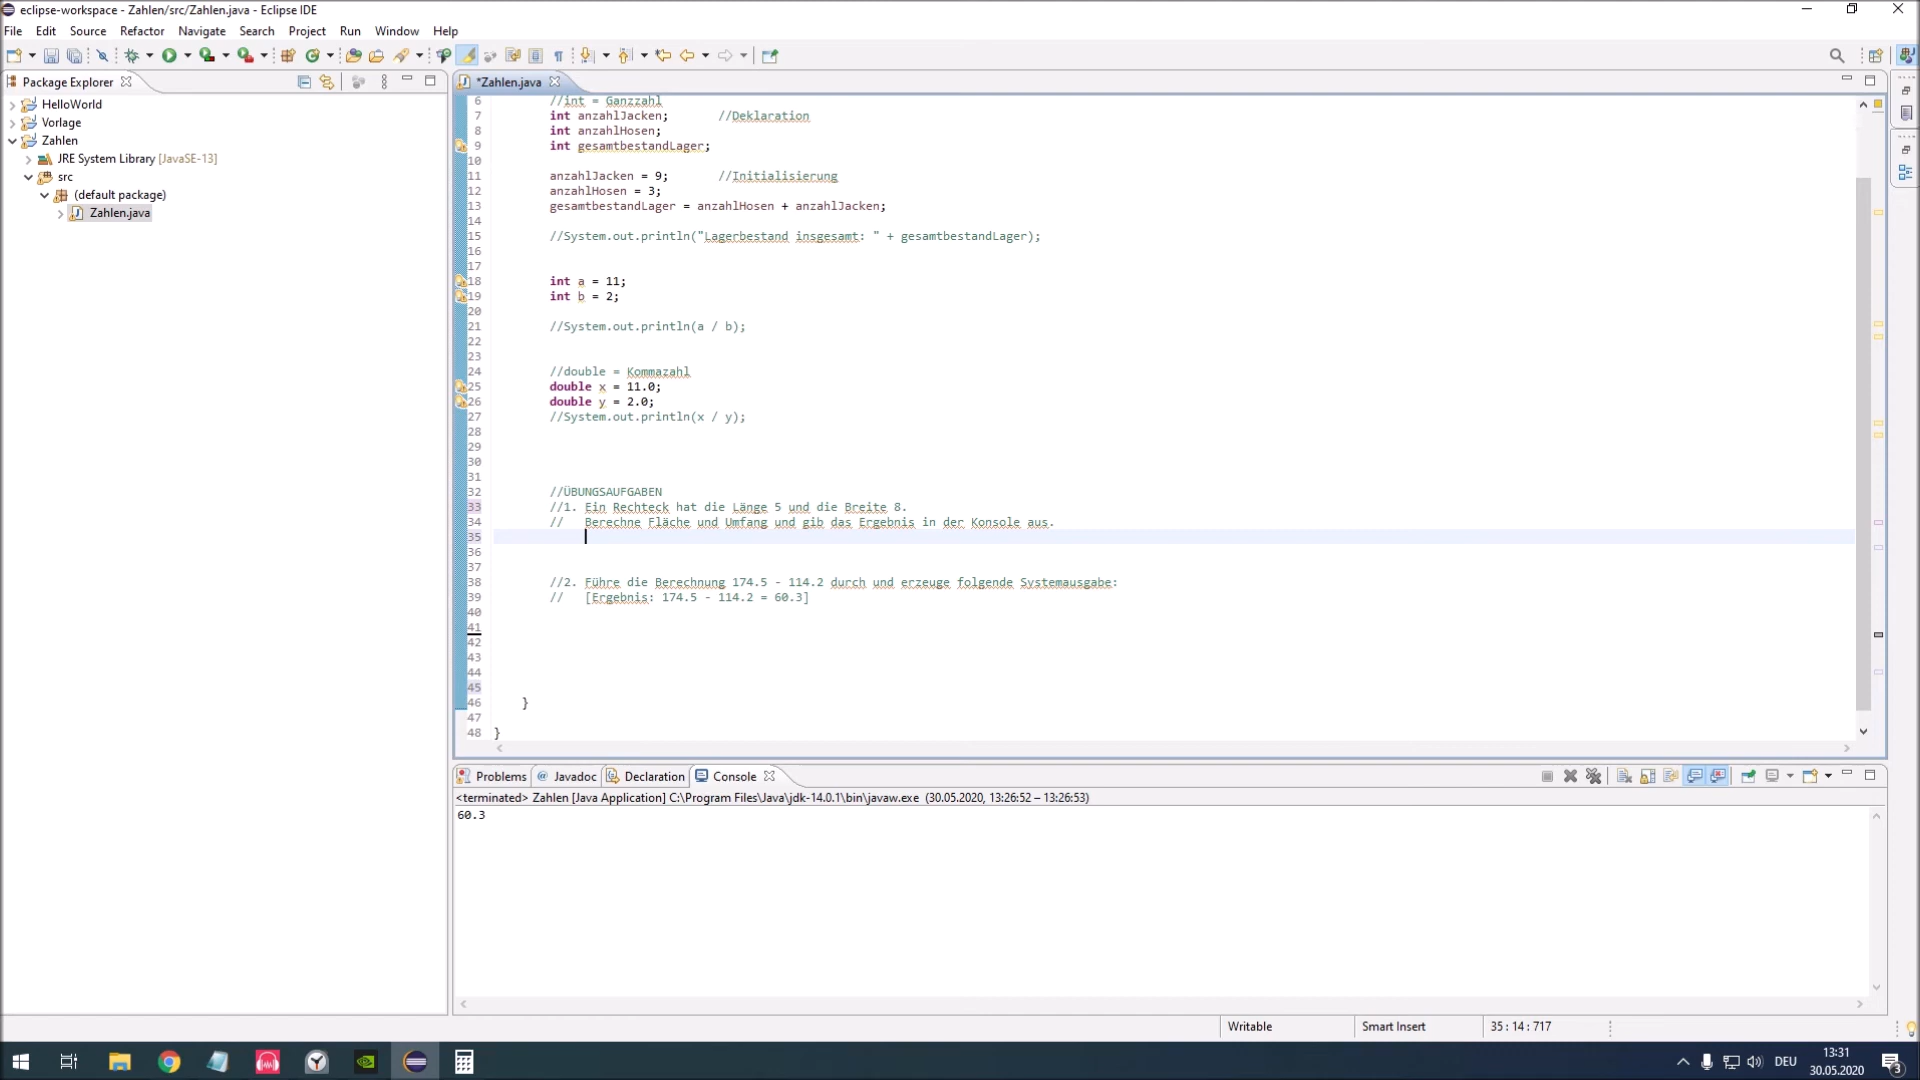 eclipse-workspace - Zahlen/src/Zahlen.java - Eclipse IDE
File Edit Source Refactor Navigate Search Project Run Window Help
Package Explorer
HelloWorld
Vorlage
Zahlen
JRE System Library [JavaSE-13]
src
(default package)
Zahlen.java
*Zahlen.java
6 //int = Ganzzahl
7 int anzahlJacken; //Deklaration
8 int anzahlHosen;
9 int gesamtbestandLager;
10
11 anzahlJacken = 9; //Initialisierung
12 anzahlHosen = 3;
13 gesamtbestandLager = anzahlHosen + anzahlJacken;
14
15 //System.out.println("Lagerbestand insgesamt: " + gesamtbestandLager);
16
17
18 int a = 11;
19 int b = 2;
20
21 //System.out.println(a / b);
22
23
24 //double = Kommazahl
25 double x = 11.0;
26 double y = 2.0;
27 //System.out.println(x / y);
28
29
30
31
32 //ÜBUNGSAUFGABEN
33 //1. Ein Rechteck hat die Länge 5 und die Breite 8.
34 // Berechne Fläche und Umfang und gib das Ergebnis in der Konsole aus.
35
36
37
38 //2. Führe die Berechnung 174.5 - 114.2 durch und erzeuge folgende Systemausgabe:
39 // [Ergebnis: 174.5 - 114.2 = 60.3]
40
41
42
43
44
45
46 }
47
48 }
Problems @ Javadoc Declaration Console
<terminated> Zahlen [Java Application] C:\Program Files\Java\jdk-14.0.1\bin\javaw.exe (30.05.2020, 13:26:52 – 13:26:53)
60.3
Writable Smart Insert 35 : 14 : 717
DEU
13:31
30.05.2020
3